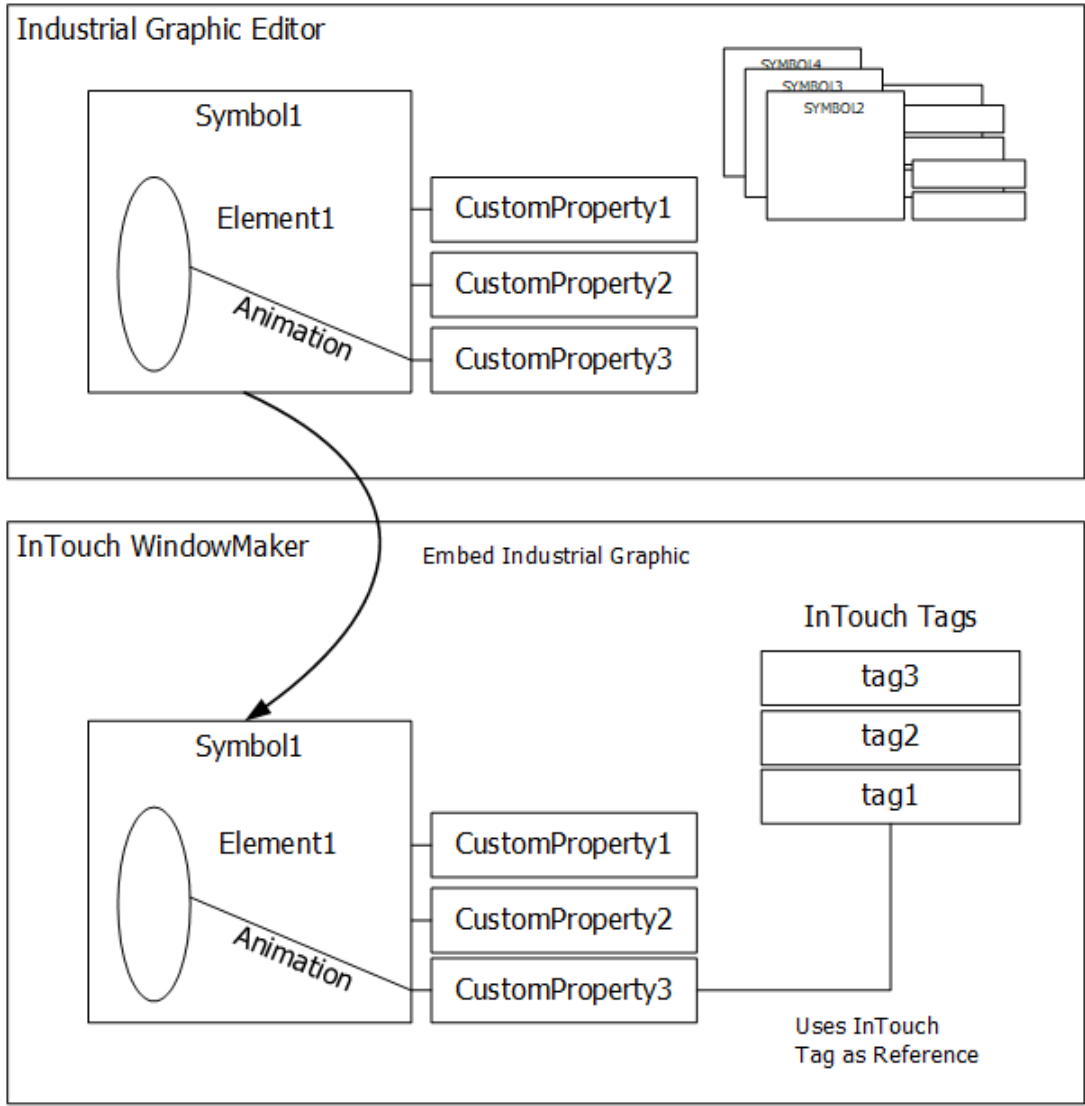 Industrial Graphic Editor
SYMBOL4
SYMBOL3
SYMBOL2
Symbol1
Element1
Animation
CustomProperty1
CustomProperty2
CustomProperty3
InTouch WindowMaker
Embed Industrial Graphic
InTouch Tags
tag3
tag2
tag1
Symbol1
Element1
Animation
CustomProperty1
CustomProperty2
CustomProperty3
Uses InTouch
Tag as Reference